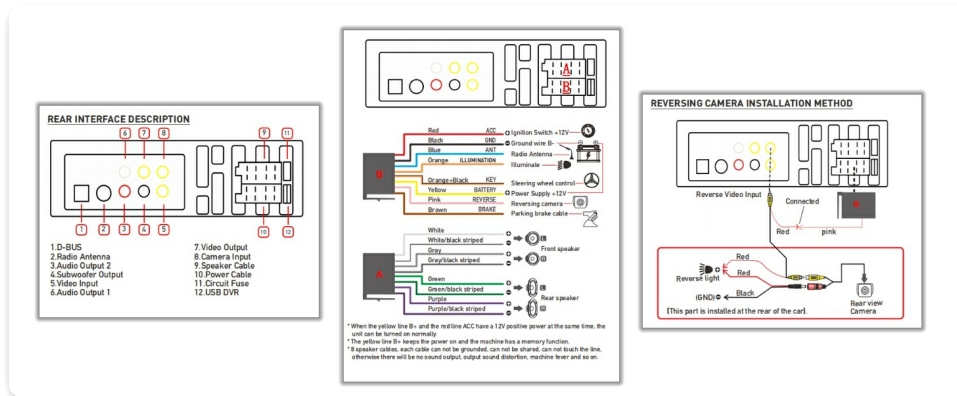 REAR INTERFACE DESCRIPTION
6 7 8 9 11
1 2 3 4 5 10 12
1.D-BUS
2.Radio Antenna
3.Audio Output 2
4.Subwoofer Output
5.Video Input
6.Audio Output 1
7.Video Output
8.Camera Input
9.Speaker Cable
10.Power Cable
11.Circuit Fuse
12.USB DVR
A
B
Red ACC Ignition Switch +12V
Black GND Ground wire B-
Blue ANT Radio Antenna
Orange ILLUMINATION Illuminate
Orange+Black KEY Steering wheel control
Yellow BATTERY Power Supply +12V
Pink REVERSE Reversing camera
Brown BRAKE Parking brake cable
B
White
White/black striped
Gray
Gray/black striped
Front speaker
Green
Green/black striped
Purple
Purple/black striped
Rear speaker
A
* When the yellow line B+ and the red line ACC have a 12V positive power at the same time, the
unit can be turned on normally.
* The yellow line B+ keeps the power on and the machine has a memory function.
* 8 speaker cables, each cable can not be grounded, can not be shared, can not touch the line,
otherwise there will be no sound output, output sound distortion, machine fever and so on.
REVERSING CAMERA INSTALLATION METHOD
Reverse Video Input
Connected
B
Red
pink
Red
Reverse light
Red
(GND) Black
Rear view
Camera
[This part is installed at the rear of the car].